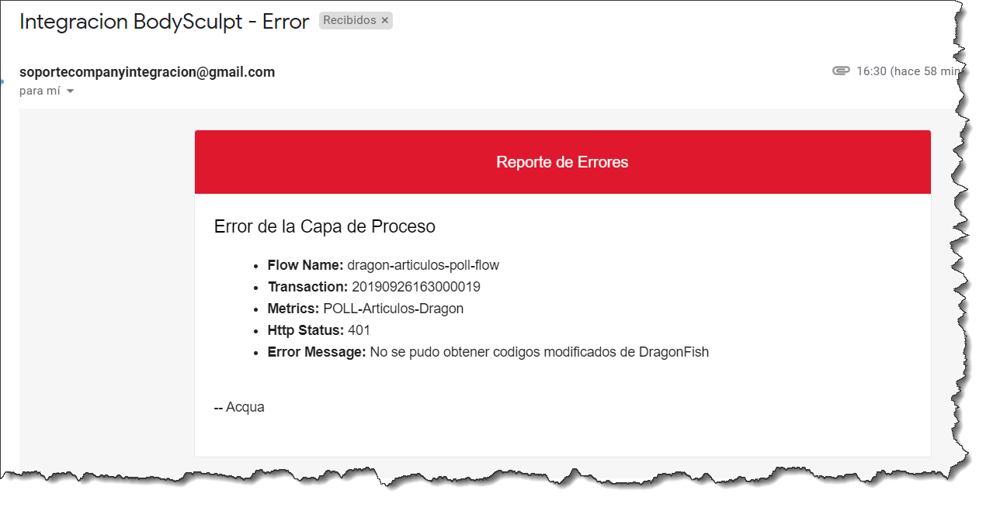 Integracion BodySculpt - Error Recibidos ×
soportecompanyintegracion@gmail.com 16:30 (hace 58 min
para mí
Reporte de Errores
Error de la Capa de Proceso
• Flow Name: dragon-articulos-poll-flow
• Transaction: 20190926163000019
• Metrics: POLL-Articulos-Dragon
• Http Status: 401
• Error Message: No se pudo obtener codigos modificados de DragonFish
-- Acqua